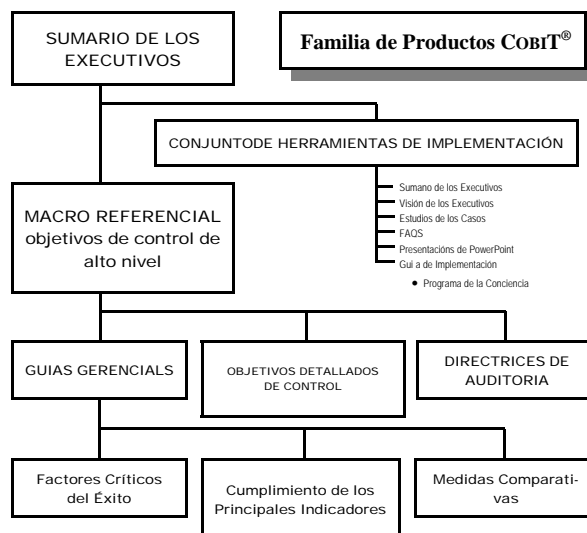 SUMARIO DE LOS
EXECUTIVOS
Familia de Productos COBIT®
CONJUNTODE HERRAMIENTAS DE IMPLEMENTACIÓN
Sumano de los Executivos
Visión de los Executivos
Estudios de los Casos
FAQS
Presentacións de PowerPoint
Gui a de Implementación
• Programa de la Conciencia
MACRO REFERENCIAL
objetivos de control de
alto nivel
GUIAS GERENCIALS
OBJETIVOS DETALLADOS
DE CONTROL
DIRECTRICES DE
AUDITORIA
Factores Críticos
del Éxito
Cumplimiento de los
Principales Indicadores
Medidas Comparati-
vas